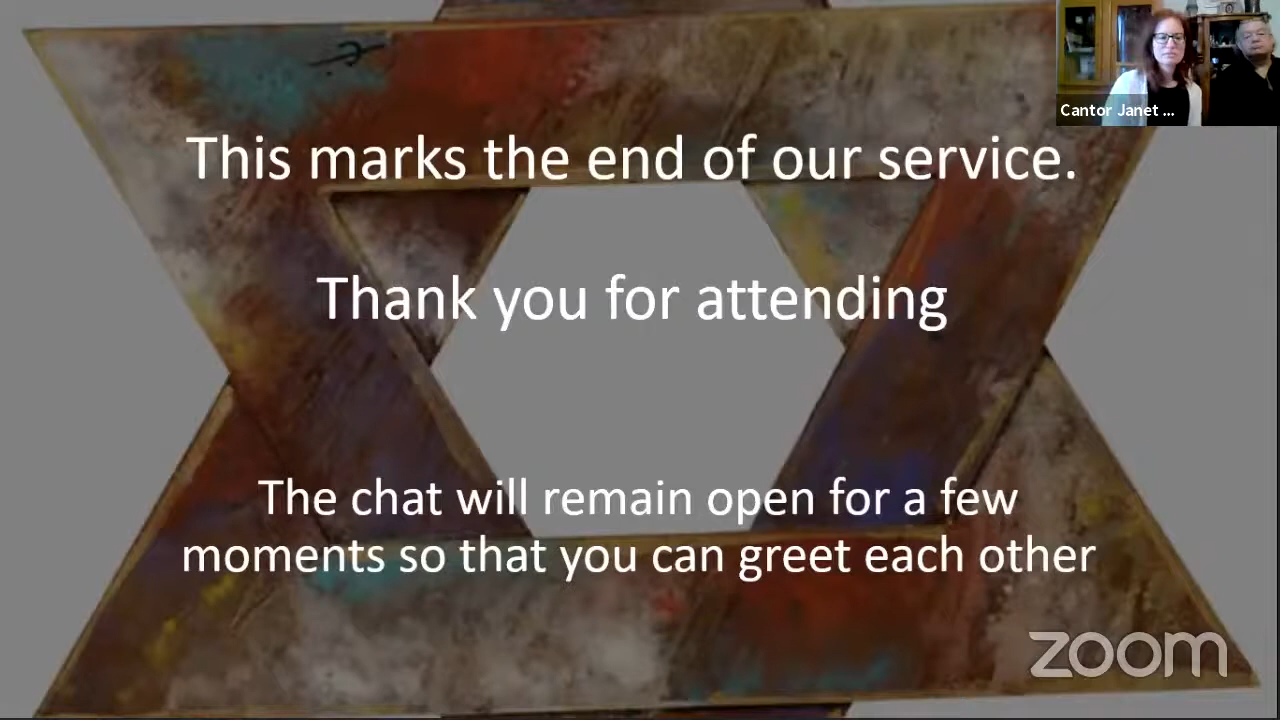 Cantor Janet ...
This marks the end of our service.
Thank you for attending
The chat will remain open for a few
moments so that you can greet each other
zoom